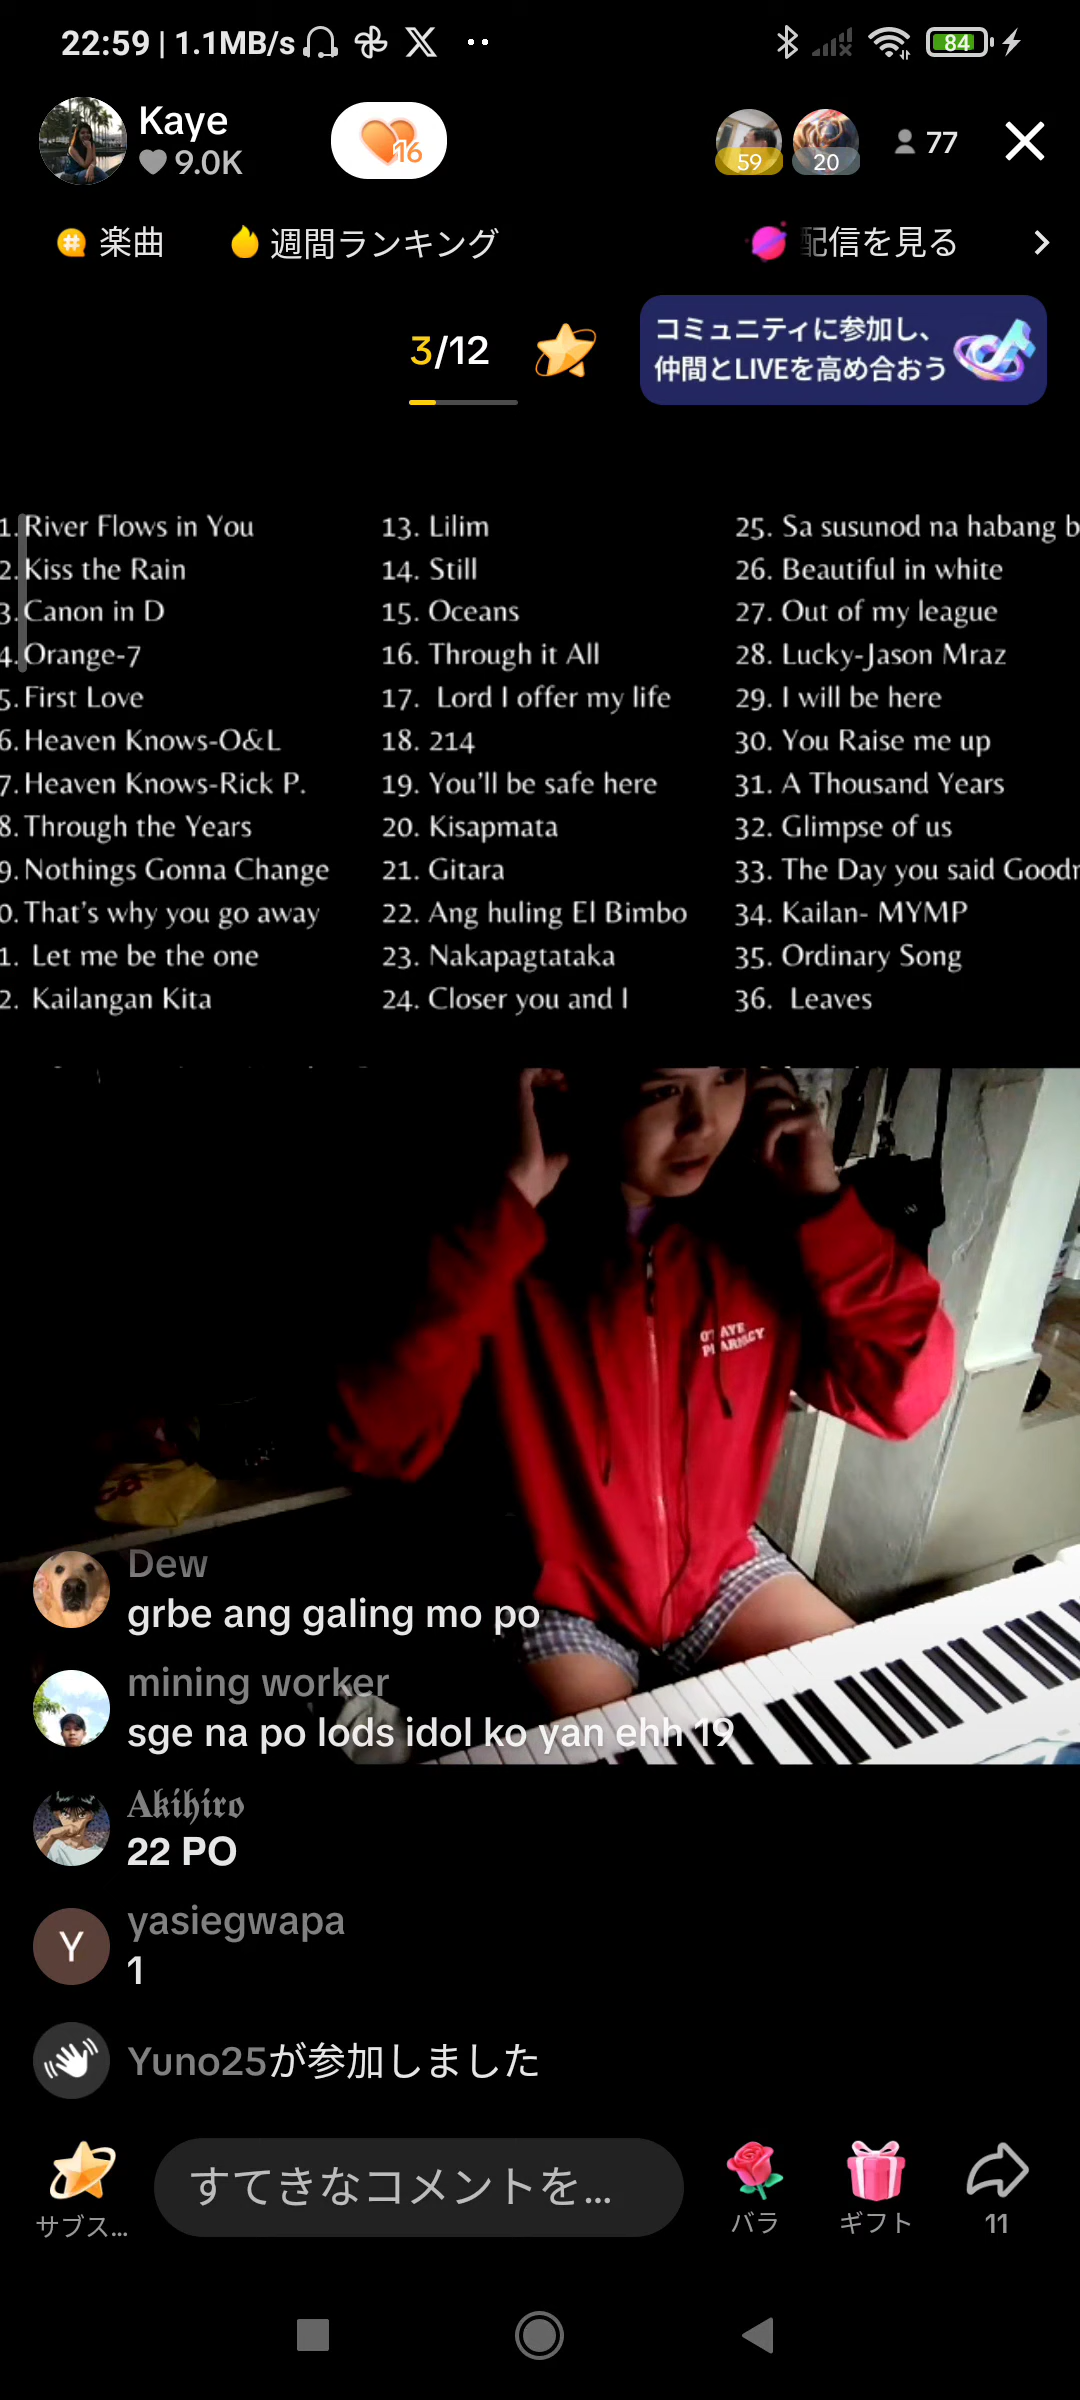 22:59 | 1.1MB/s
84
Kaye
9.0K
16
59
20
77
楽曲
週間ランキング
配信を見る
3/12
コミュニティに参加し、
仲間とLIVEを高め合おう
1. River Flows in You
2. Kiss the Rain
3. Canon in D
4. Orange-7
5. First Love
6. Heaven Knows-O&L
7. Heaven Knows-Rick P.
8. Through the Years
9. Nothings Gonna Change
0. That's why you go away
1. Let me be the one
2. Kailangan Kita
13. Lilim
14. Still
15. Oceans
16. Through it All
17. Lord I offer my life
18. 214
19. You'll be safe here
20. Kisapmata
21. Gitara
22. Ang huling El Bimbo
23. Nakapagtataka
24. Closer you and I
25. Sa susunod na habang b
26. Beautiful in white
27. Out of my league
28. Lucky-Jason Mraz
29. I will be here
30. You Raise me up
31. A Thousand Years
32. Glimpse of us
33. The Day you said Good
34. Kailan- MYMP
35. Ordinary Song
36. Leaves
Dew
grbe ang galing mo po
mining worker
sge na po lods idol ko yan ehh 19
𝕬𝖐𝖎𝖍𝖎𝖗𝖔
22 PO
Y
yasiegwapa
1
Yuno25が参加しました
サブス...
すてきなコメントを...
バラ
ギフト
11